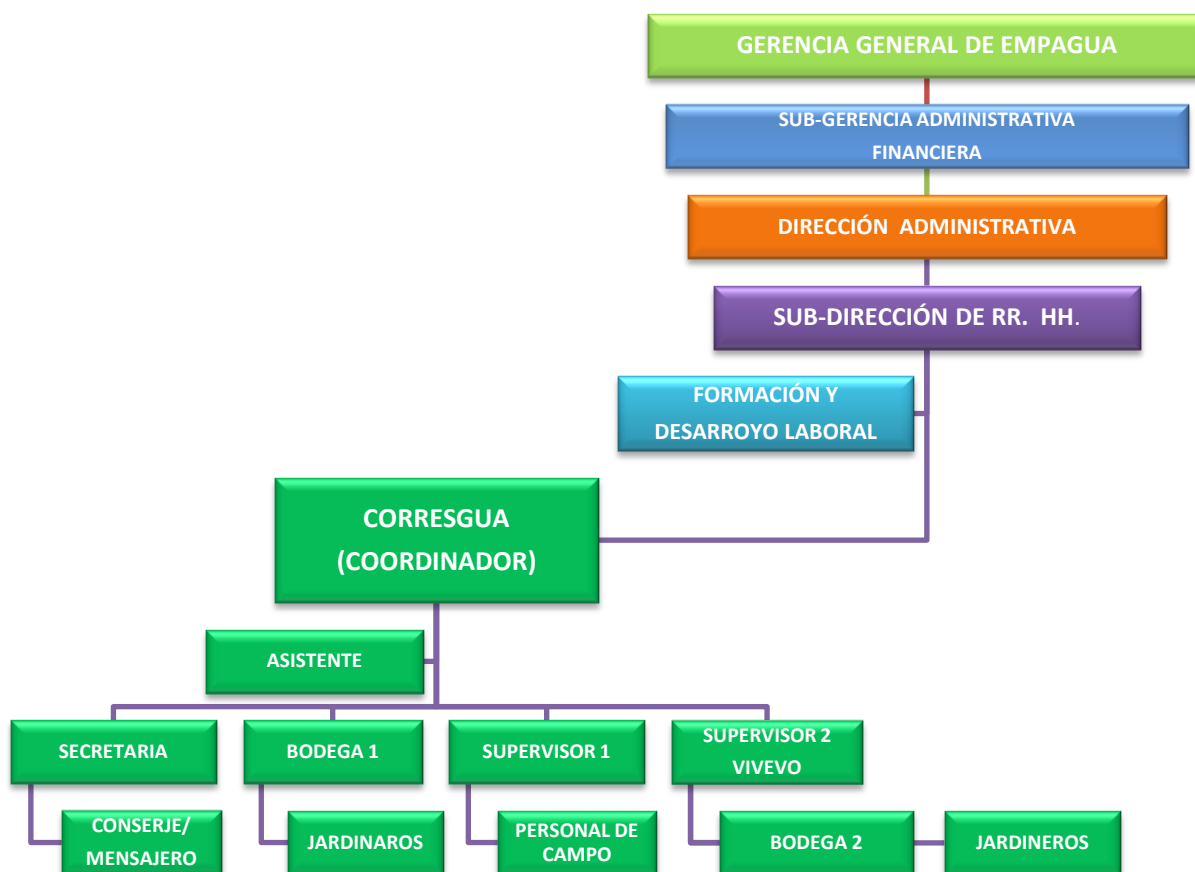 GERENCIA GENERAL DE EMPAGUA
SUB-GERENCIA ADMINISTRATIVA
FINANCIERA
DIRECCIÓN ADMINISTRATIVA
SUB-DIRECCIÓN DE RR. HH.
FORMACIÓN Y
DESARROYO LABORAL
CORRESGUA
(COORDINADOR)
ASISTENTE
SECRETARIA
BODEGA 1
SUPERVISOR 1
SUPERVISOR 2
VIVEVO
CONSERJE/
MENSAJERO
JARDINAROS
PERSONAL DE
CAMPO
BODEGA 2
JARDINEROS